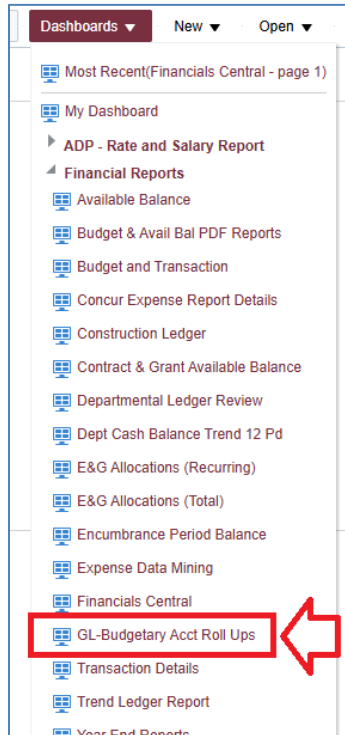 Dashboards New Open
Most Recent(Financials Central - page 1)
My Dashboard
ADP - Rate and Salary Report
Financial Reports
Available Balance
Budget & Avail Bal PDF Reports
Budget and Transaction
Concur Expense Report Details
Construction Ledger
Contract & Grant Available Balance
Departmental Ledger Review
Dept Cash Balance Trend 12 Pd
E&G Allocations (Recurring)
E&G Allocations (Total)
Encumbrance Period Balance
Expense Data Mining
Financials Central
GL-Budgetary Acct Roll Ups
Transaction Details
Trend Ledger Report
Year End Reports